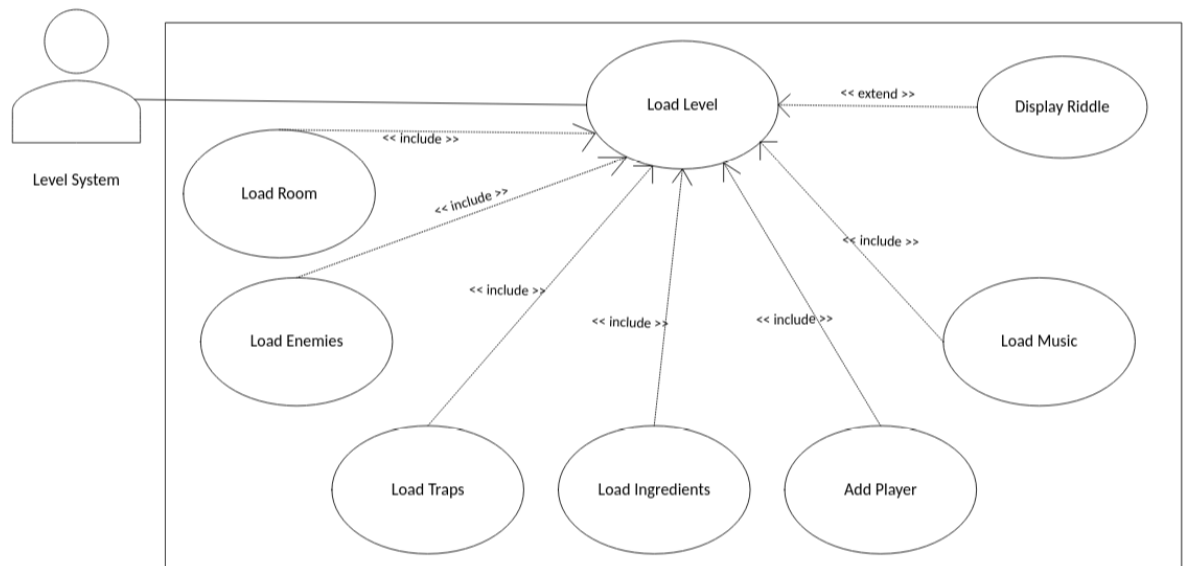 Load Level
<< extend >>
Display Riddle
<< include >>
Level System
Load Room
<< include >>
<< include >>
<< include >>
<< include >>
<< include >>
Load Enemies
Load Music
Load Traps
Load Ingredients
Add Player